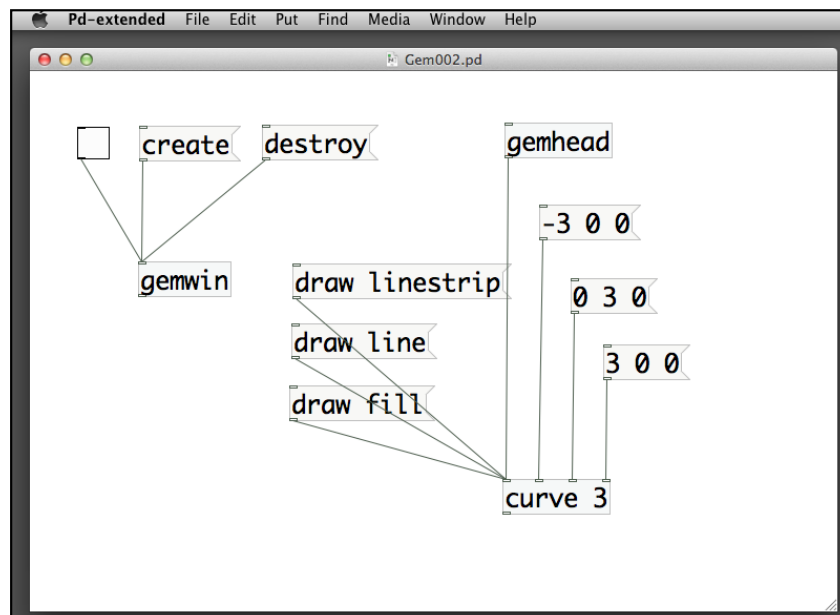 Pd-extended File Edit Put Find Media Window Help
Gem002.pd
create destroy gemhead
-3 0 0
gemwin draw linestrip 0 3 0
draw line 3 0 0
draw fill
curve 3